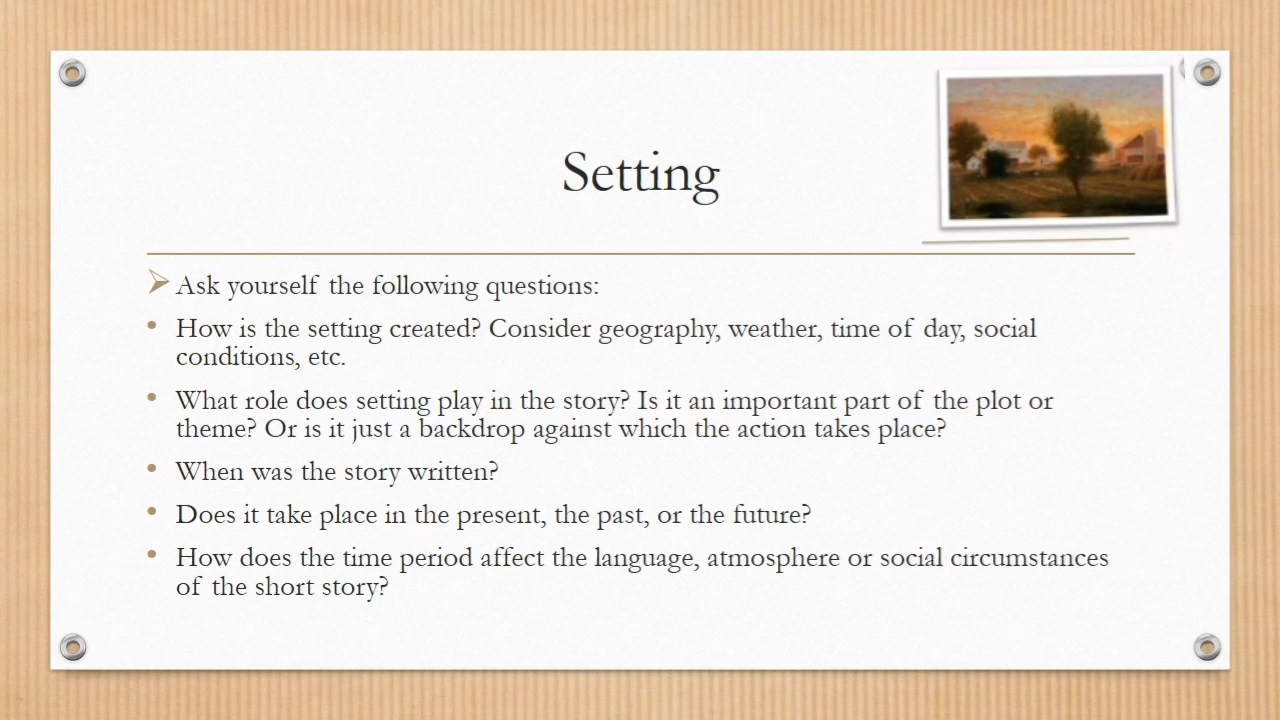 Setting
Ask yourself the following questions:
How is the setting created? Consider geography, weather, time of day, social
conditions, etc.
What role does setting play in the story? Is it an important part of the plot or
theme? Or is it just a backdrop against which the action takes place?
When was the story written?
Does it take place in the present, the past, or the future?
How does the time period affect the language, atmosphere or social circumstances
of the short story?